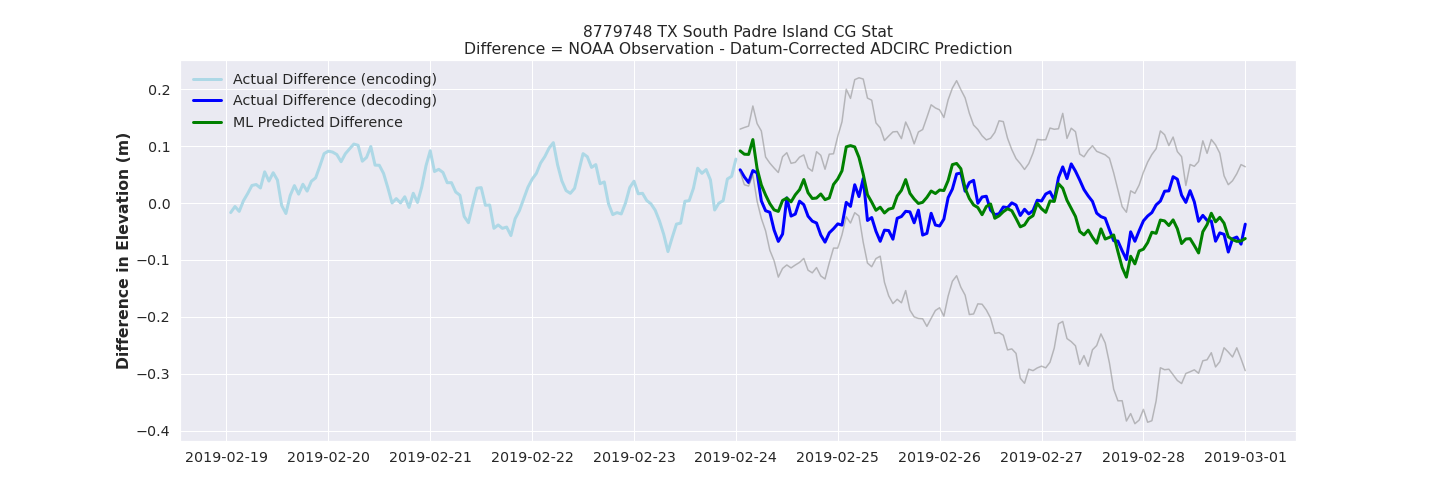 8779748 TX South Padre Island CG Stat
Difference = NOAA Observation - Datum-Corrected ADCIRC Prediction
Actual Difference (encoding)
Actual Difference (decoding)
ML Predicted Difference
Difference in Elevation (m)
0.2
0.1
0.0
−0.1
−0.2
−0.3
−0.4
2019-02-19 2019-02-20 2019-02-21 2019-02-22 2019-02-23 2019-02-24 2019-02-25 2019-02-26 2019-02-27 2019-02-28 2019-03-01